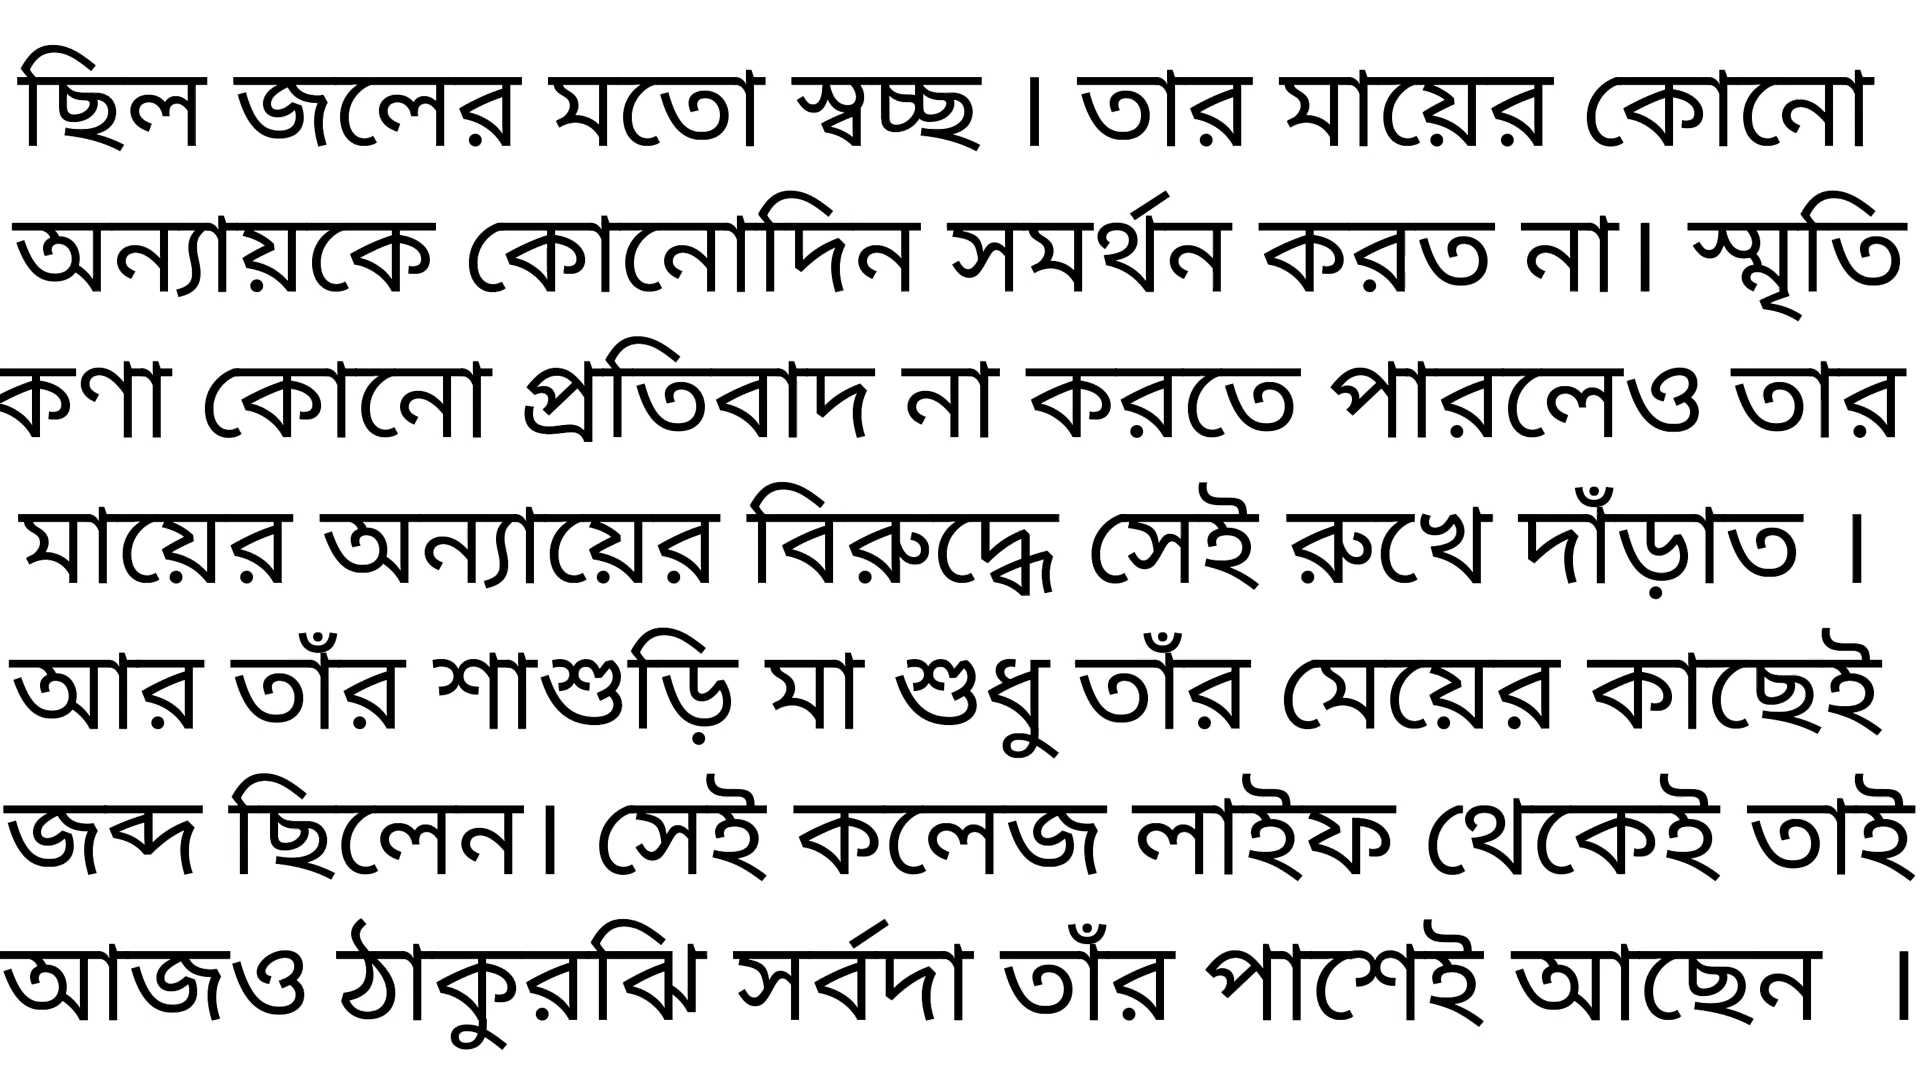 ছিল জলের মতো স্বচ্ছ । তার মায়ের কোনো
অন্যায়কে কোনোদিন সমর্থন করত না। স্মৃতি
কণা কোনো প্রতিবাদ না করতে পারলেও তার
মায়ের অন্যায়ের বিরুদ্ধে সেই রুখে দাঁড়াত ।
আর তাঁর শাশুড়ি মা শুধু তাঁর মেয়ের কাছেই
জব্দ ছিলেন। সেই কলেজ লাইফ থেকেই তাই
আজও ঠাকুরঝি সর্বদা তাঁর পাশেই আছেন ।